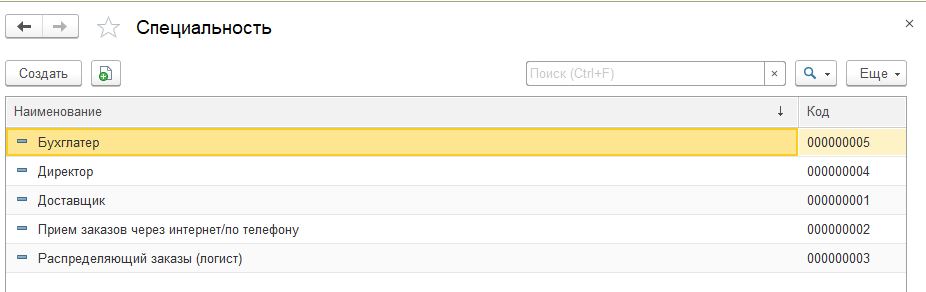 Специальность
Создать
Поиск (Ctrl+F)
Еще
Наименование Код
Бухглатер 000000005
Директор 000000004
Доставщик 000000001
Прием заказов через интернет/по телефону 000000002
Распределяющий заказы (логист) 000000003